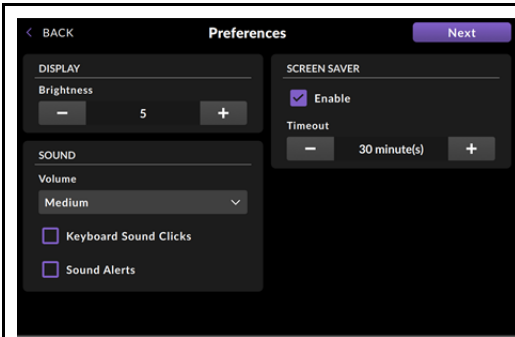 BACK
Preferences
Next
DISPLAY
Brightness
5
SOUND
Volume
Medium
Keyboard Sound Clicks
Sound Alerts
SCREEN SAVER
Enable
Timeout
30 minute(s)